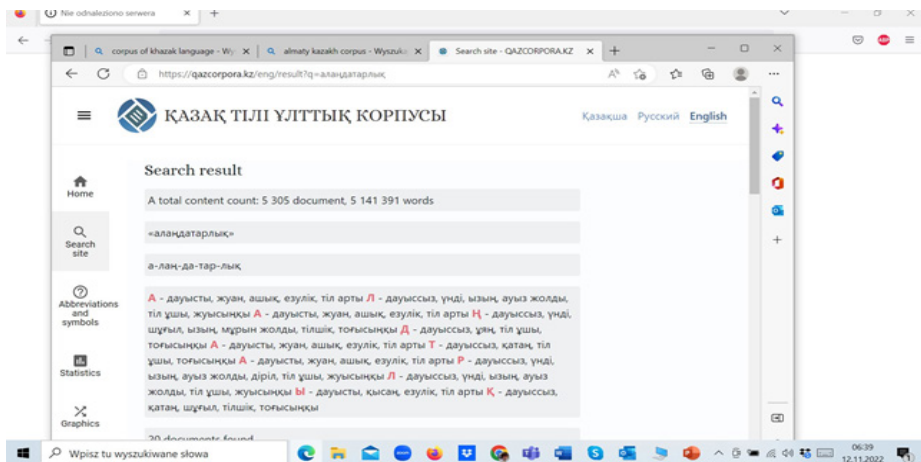 Nie odnaleziono serwera
corpus of khazak language - Wy
almaty kazakh corpus - Wyszuk
Search site - QAZCORPORA.KZ
https://qazcorpora.kz/eng/result?q=алаңдатарлық
ҚАЗАҚ ТІЛІ ҰЛТТЫҚ КОРПУСЫ
Қазақша Русский English
Home
Search site
Abbreviations and symbols
Statistics
Graphics
Search result
A total content count: 5 305 document, 5 141 391 words
«алаңдатарлық»
а-лаң-да-тар-лық
А - дауысты, жуан, ашық, езулік, тіл арты Л - дауыссыз, үнді, ызың, ауыз жолды,
тіл ұшы, жуысыңқы А - дауысты, жуан, ашық, езулік, тіл арты Ң - дауыссыз, үнді,
шұғыл, ызың, мұрын жолды, тілшік, тоғысыңқы Д - дауыссыз, ұяң, тіл ұшы,
тоғысыңқы А - дауысты, жуан, ашық, езулік, тіл арты Т - дауыссыз, қатаң, тіл
ұшы, тоғысыңқы А - дауысты, жуан, ашық, езулік, тіл арты Р - дауыссыз, үнді,
ызың, ауыз жолды, діріл, тіл ұшы, жуысыңқы Л - дауыссыз, үнді, ызың, ауыз
жолды, тіл ұшы, жуысыңқы Ы - дауысты, қысаң, езулік, тіл арты Қ - дауыссыз,
қатаң, шұғыл, тілшік, тоғысыңқы
20 documents found
Wpisz tu wyszukiwane słowa
06:39
12.11.2022